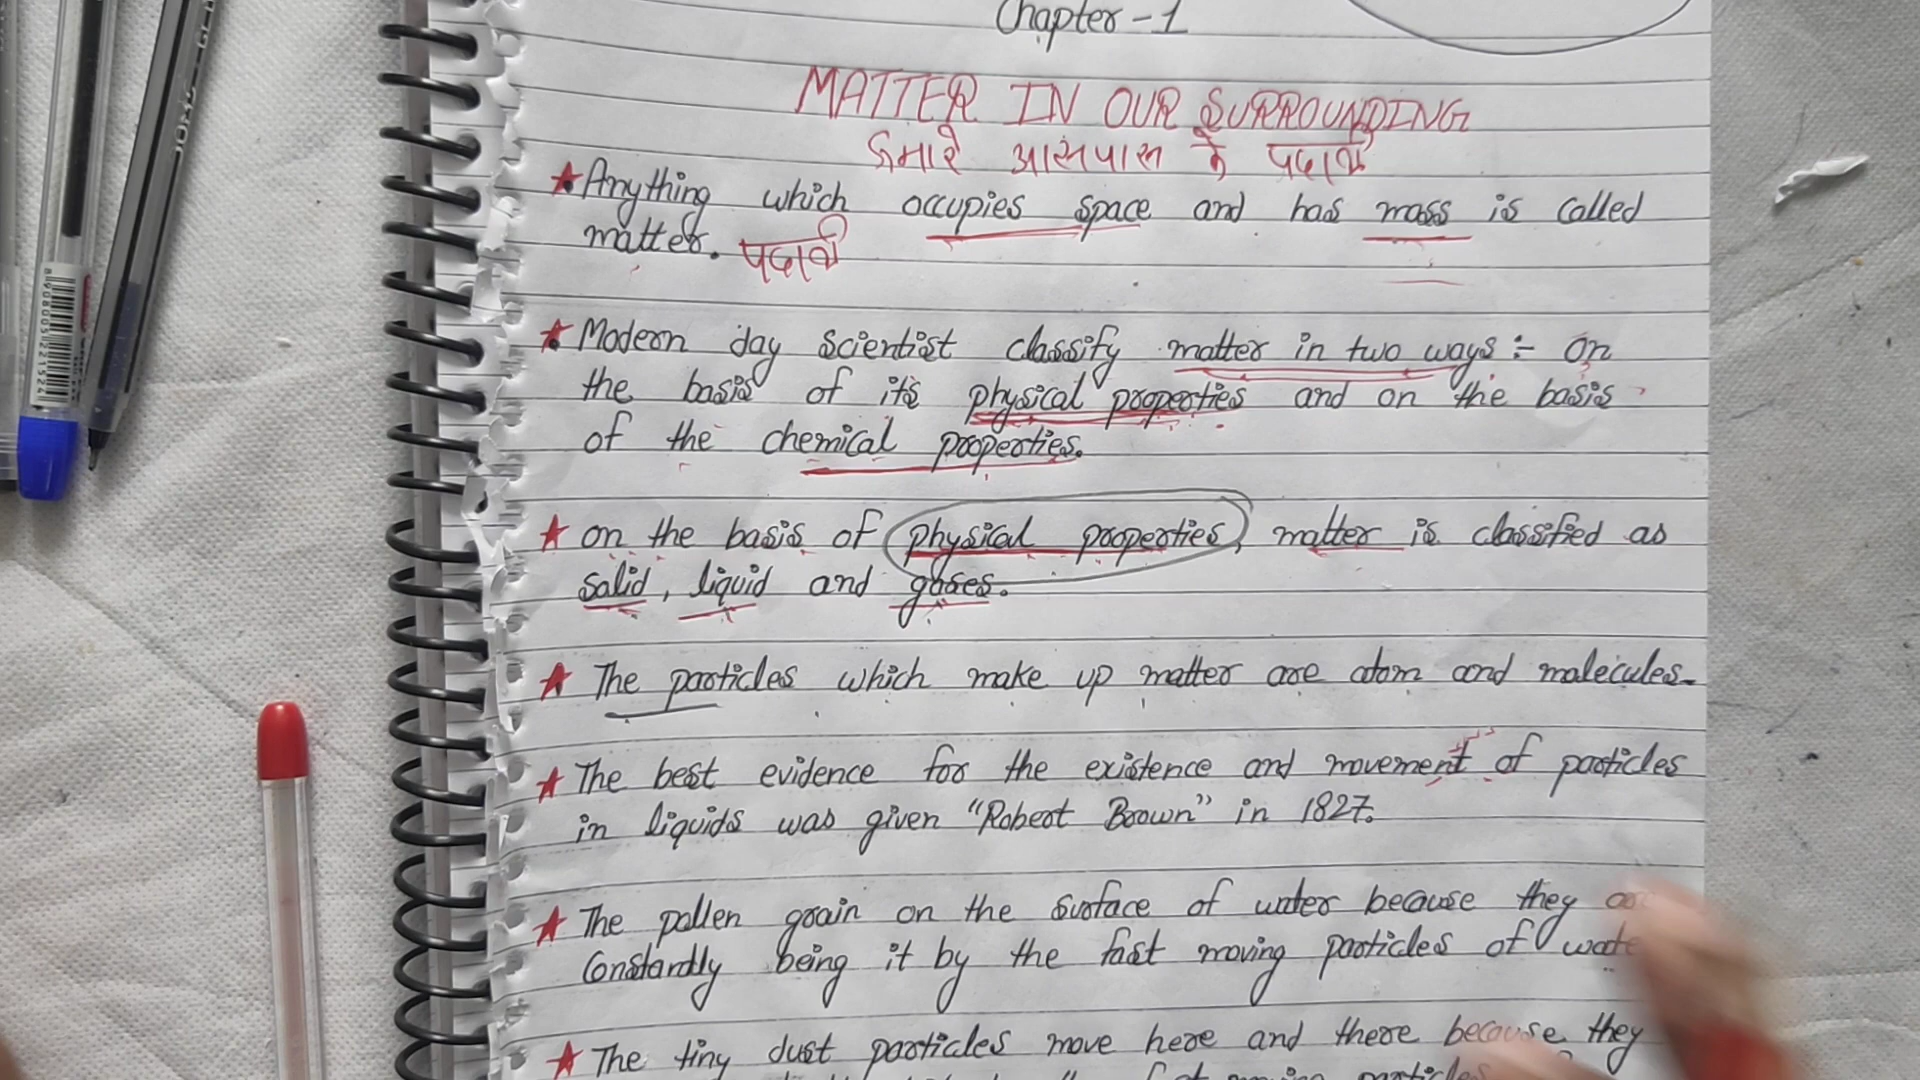 Chapter - 1
MATTER IN OUR SURROUNDING
हमारे आसपास के पदार्थ
★ Anything which occupies space and has mass is called
matter. पदार्थ
★ Modern day scientist classify matter in two ways :- On
the basis of its physical properties and on the basis
of the chemical properties.
★ on the basis of physical properties, matter is classified as
solid, liquid and gases.
★ The particles which make up matter are atom and molecules.
★ The best evidence for the existence and movement of particles
in liquids was given "Robert Brown" in 1827.
★ The pollen grain on the surface of water because they
Constantly being it by the fast moving particles of
★ The tiny dust particles move here and there because they
moving particles